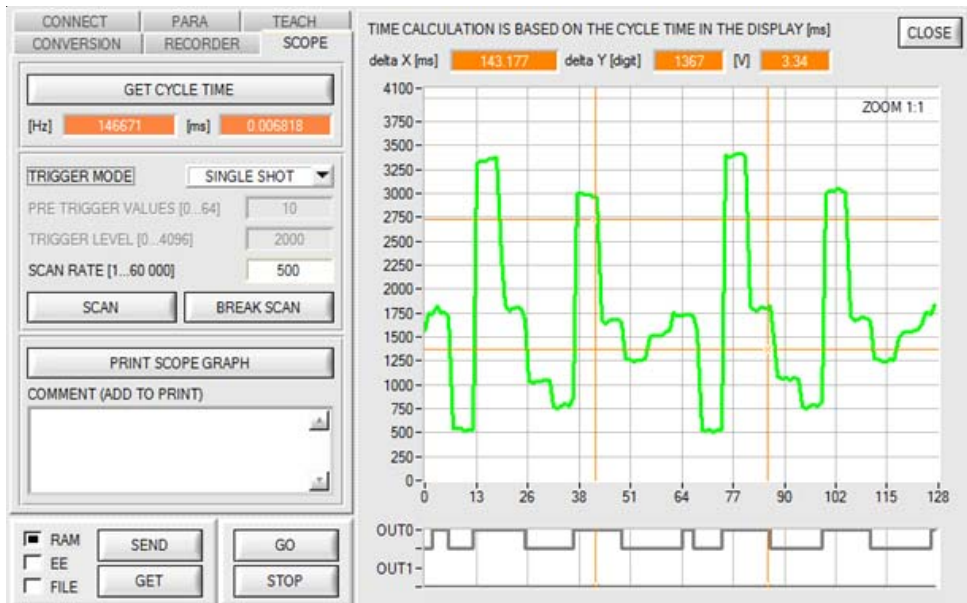 CONNECT PARA TEACH
CONVERSION RECORDER SCOPE
GET CYCLE TIME
[Hz] 146671 [ms] 0.006818
TRIGGER MODE SINGLE SHOT
PRE TRIGGER VALUES [0..64] 10
TRIGGER LEVEL [0..4096] 2000
SCAN RATE [1...60 000] 500
SCAN BREAK SCAN
PRINT SCOPE GRAPH
COMMENT (ADD TO PRINT)
RAM SEND GO
EE
FILE GET STOP
TIME CALCULATION IS BASED ON THE CYCLE TIME IN THE DISPLAY [ms]
CLOSE
delta X [ms] 143.177 delta Y [digit] 1367 [V] 3.34
ZOOM 1:1
4100
3750
3500
3250
3000
2750
2500
2250
2000
1750
1500
1250
1000
750
500
250
0
0 13 26 38 51 64 77 90 102 115 128
OUT0
OUT1